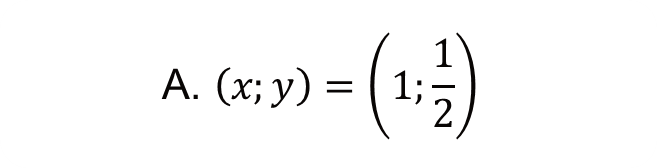 A. (x; y) = (1; 1/2)